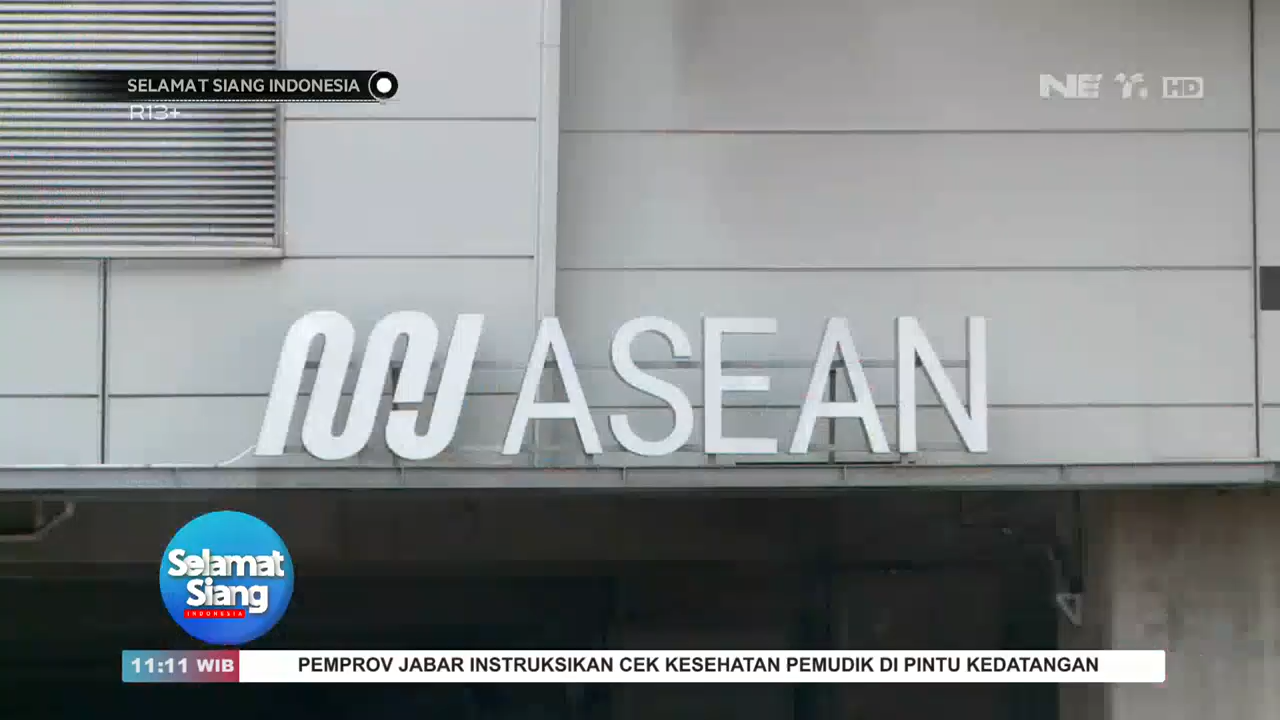 SELAMAT SIANG INDONESIA
R13+
NET.
HD
ASEAN
Selamat
Siang
INDONESIA
11:11 WIB
PEMPROV JABAR INSTRUKSIKAN CEK KESEHATAN PEMUDIK DI PINTU KEDATANGAN